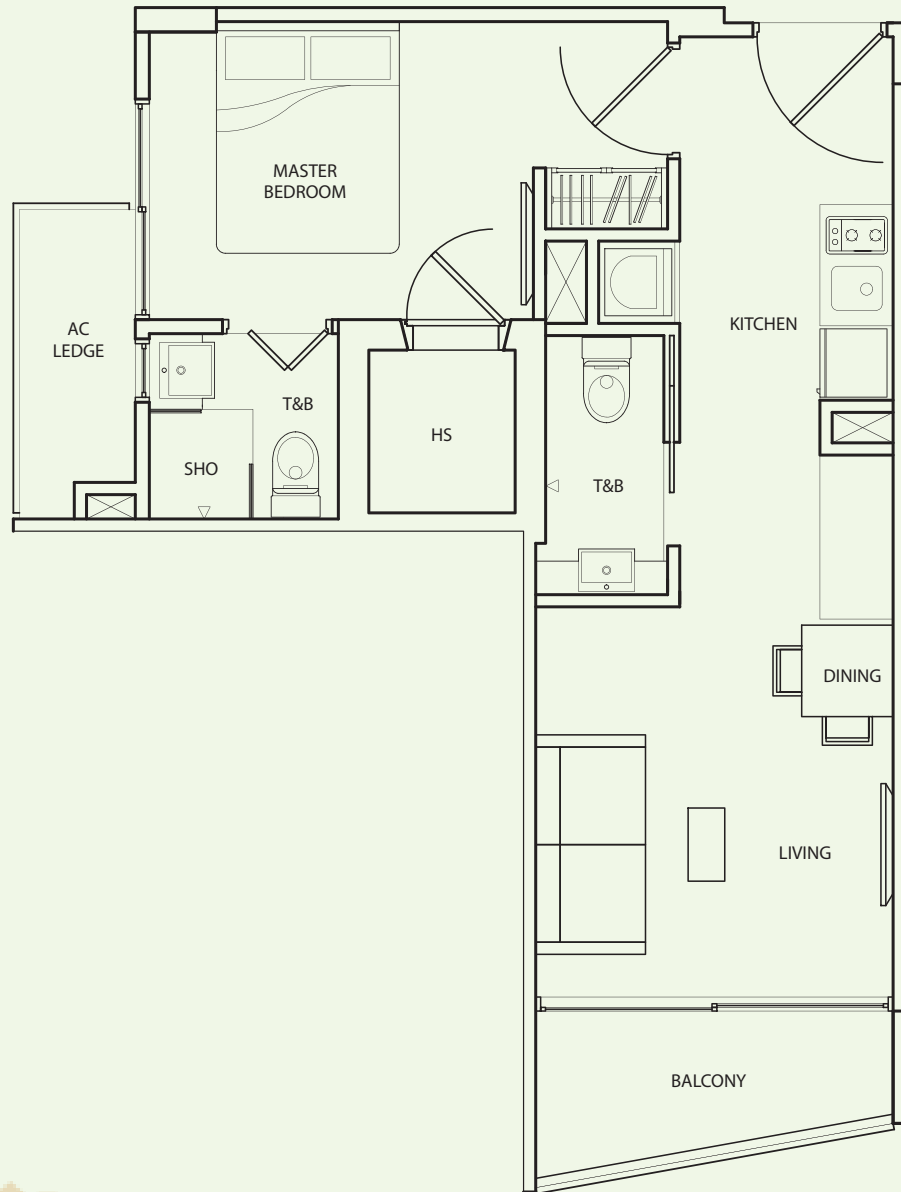 MASTER
BEDROOM
AC
LEDGE
KITCHEN
T&B
HS
SHO
T&B
DINING
LIVING
BALCONY